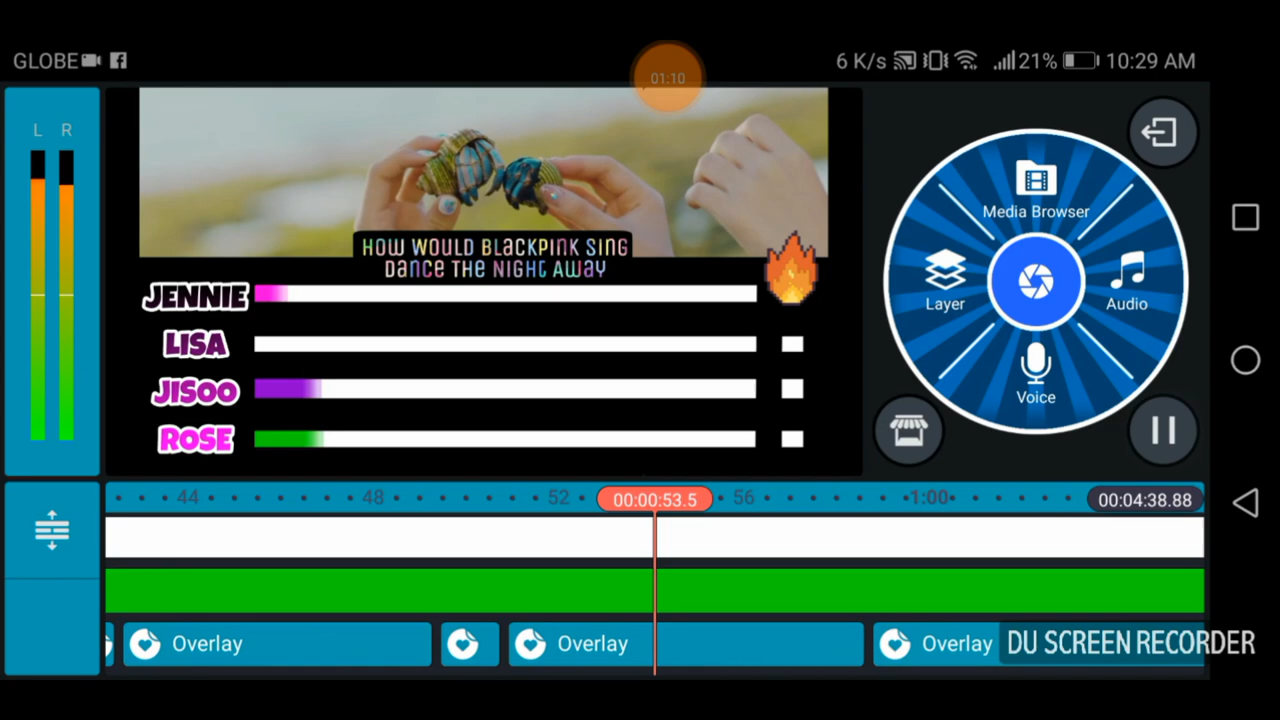 GLOBE
01:10
6 K/s 21% 10:29 AM
L R
HOW WOULD BLACKPINK SING
DANCE THE NIGHT AWAY
JENNIE
LISA
JISOO
ROSE
Media Browser
Layer
Audio
Voice
44 48 52 00:00:53.5 56 1:00 00:04:38.88
Overlay Overlay Overlay
DU SCREEN RECORDER